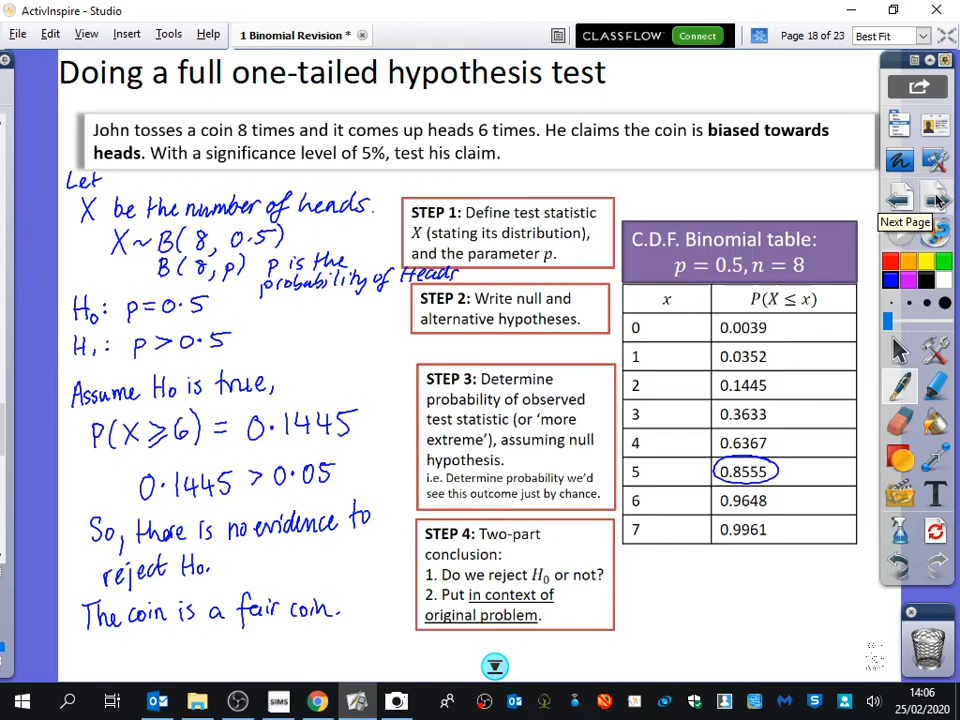 ActivInspire - Studio
File Edit View Insert Tools Help
1 Binomial Revision *
CLASSFLOW Connect
Page 18 of 23
Best Fit
Doing a full one-tailed hypothesis test
John tosses a coin 8 times and it comes up heads 6 times. He claims the coin is biased towards
heads. With a significance level of 5%, test his claim.
Let
X be the number of heads.
X ~ B(8, 0.5)
B(8, p) p is the
probability of Heads
H₀: p = 0.5
H₁: p > 0.5
Assume H₀ is true,
P(X ⩾ 6) = 0.1445
0.1445 > 0.05
So, there is no evidence to
reject H₀.
The coin is a fair coin.
STEP 1: Define test statistic
X (stating its distribution),
and the parameter p.
STEP 2: Write null and
alternative hypotheses.
STEP 3: Determine
probability of observed
test statistic (or ‘more
extreme’), assuming null
hypothesis.
i.e. Determine probability we’d
see this outcome just by chance.
STEP 4: Two-part
conclusion:
1. Do we reject H₀ or not?
2. Put in context of
original problem.
C.D.F. Binomial table:
p = 0.5, n = 8
x P(X ≤ x)
0 0.0039
1 0.0352
2 0.1445
3 0.3633
4 0.6367
5 0.8555
6 0.9648
7 0.9961
Next Page
SIMS
14:06
25/02/2020